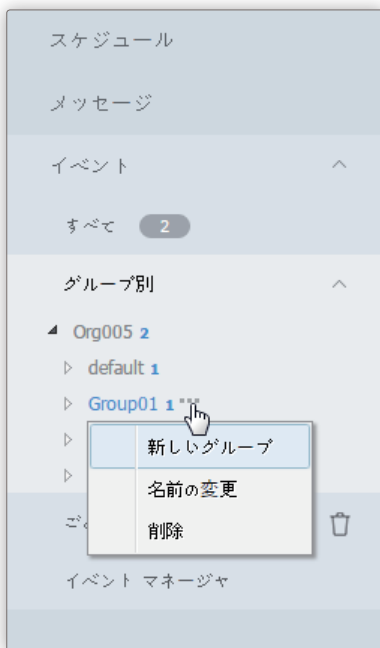 スケジュール
メッセージ
イベント
すべて 2
グループ別
Org005 2
default 1
Group01 1
新しいグループ
名前の変更
削除
イベント マネージャ